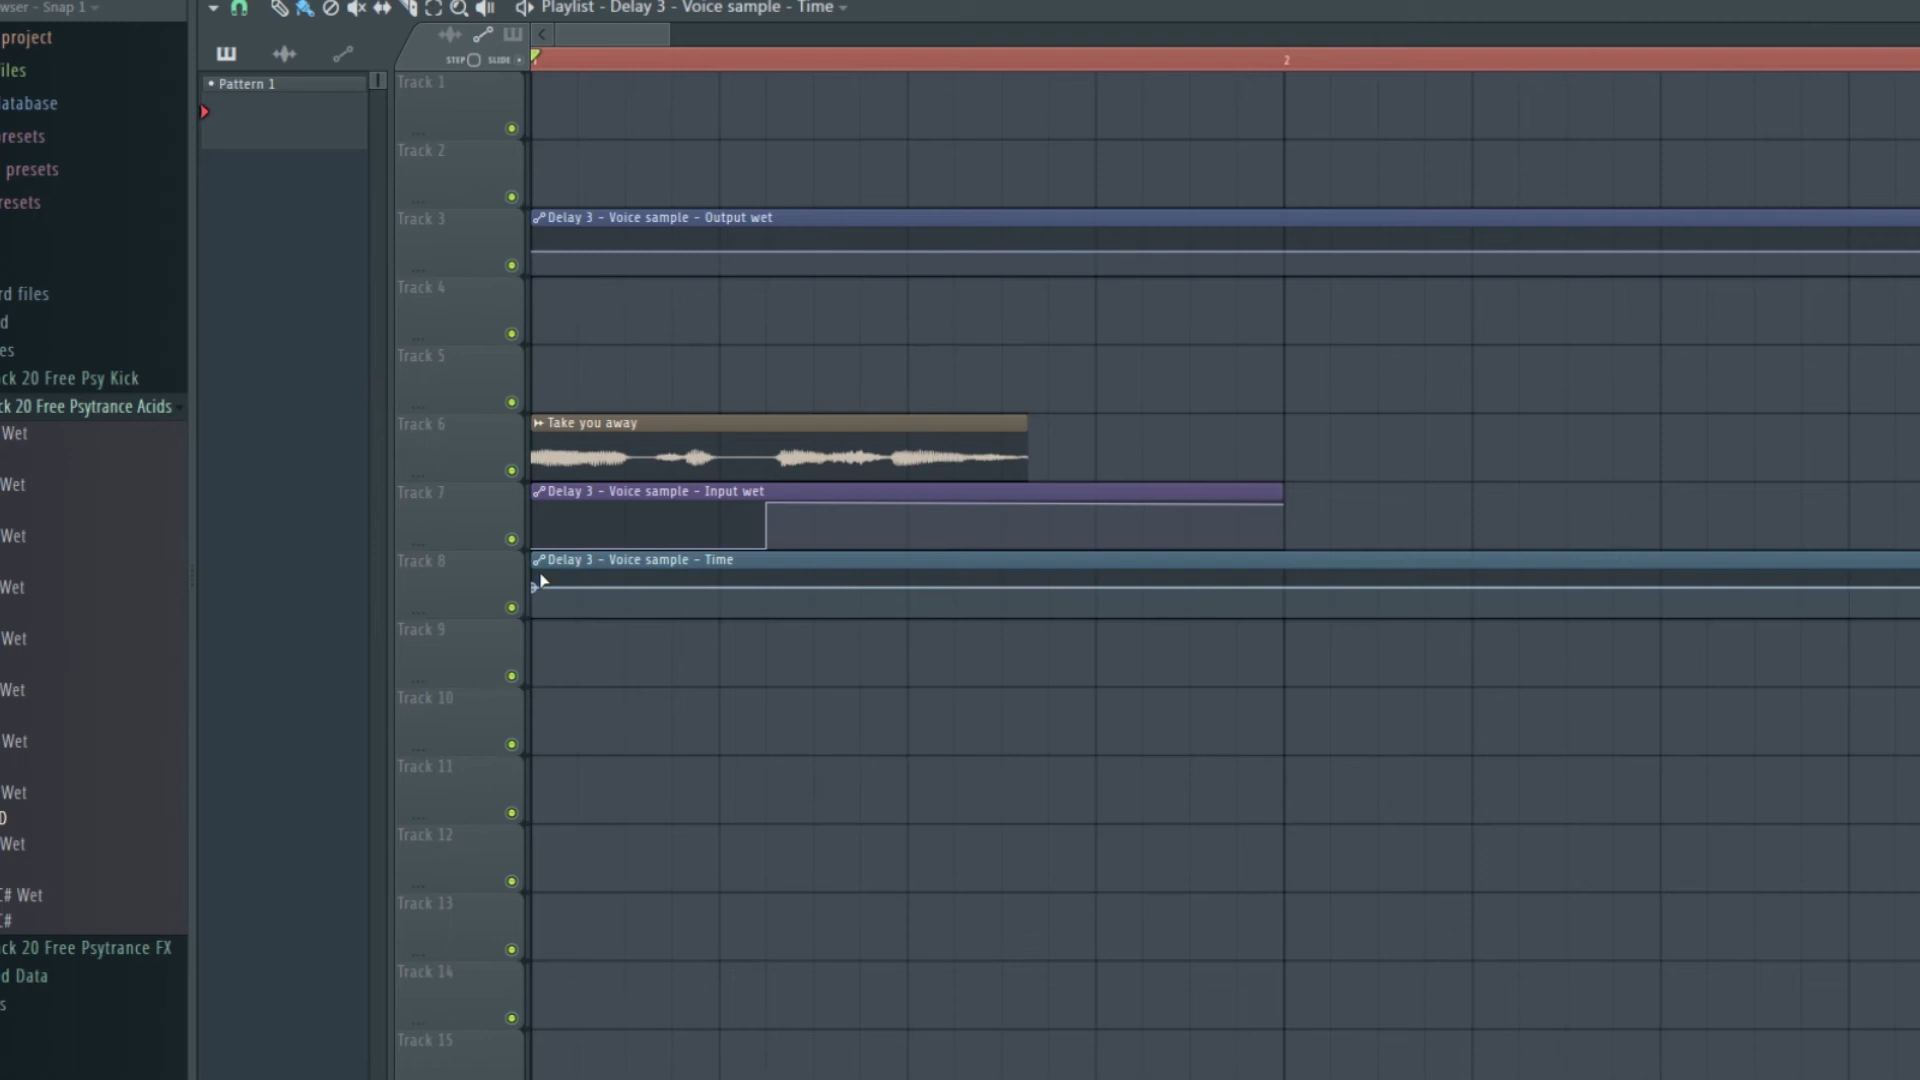 wser - Snap 1
Playlist - Delay 3 - Voice sample - Time
project
iles
latabase
resets
presets
resets
rd files
d
es
ck 20 Free Psy Kick
ck 20 Free Psytrance Acids
Wet
Wet
Wet
Wet
Wet
Wet
Wet
Wet
D
Wet
C# Wet
C#
ck 20 Free Psytrance FX
d Data
s
Pattern 1
STEP SLIDE
2
Track 1
Track 2
Track 3
Delay 3 - Voice sample - Output wet
Track 4
Track 5
Track 6
Take you away
Track 7
Delay 3 - Voice sample - Input wet
Track 8
Delay 3 - Voice sample - Time
Track 9
Track 10
Track 11
Track 12
Track 13
Track 14
Track 15